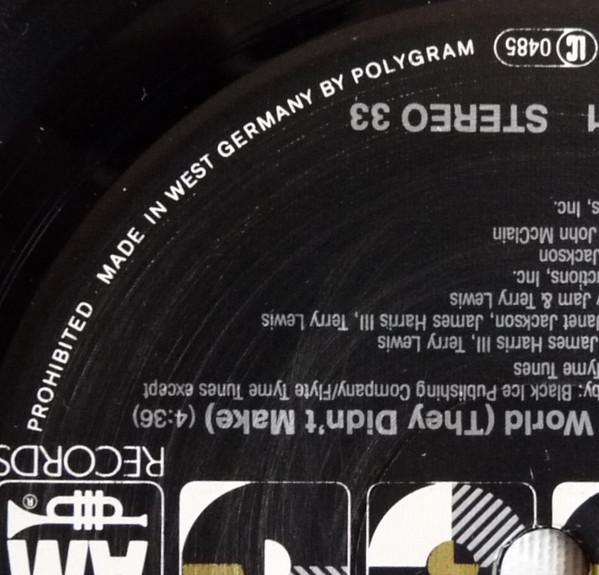 AM
®
RECORDS
World (They Didn't Make) (4:36)
by: Black Ice Publishing Company/Flyte Tyme Tunes except
Tunes
James Harris III, Terry Lewis
Janet Jackson, James Harris III, Terry Lewis
Jam & Terry Lewis
Inc.
Jackson
John McClain
Inc.
1 STEREO 33
LC 0485
PROHIBITED MADE IN WEST GERMANY BY POLYGRAM